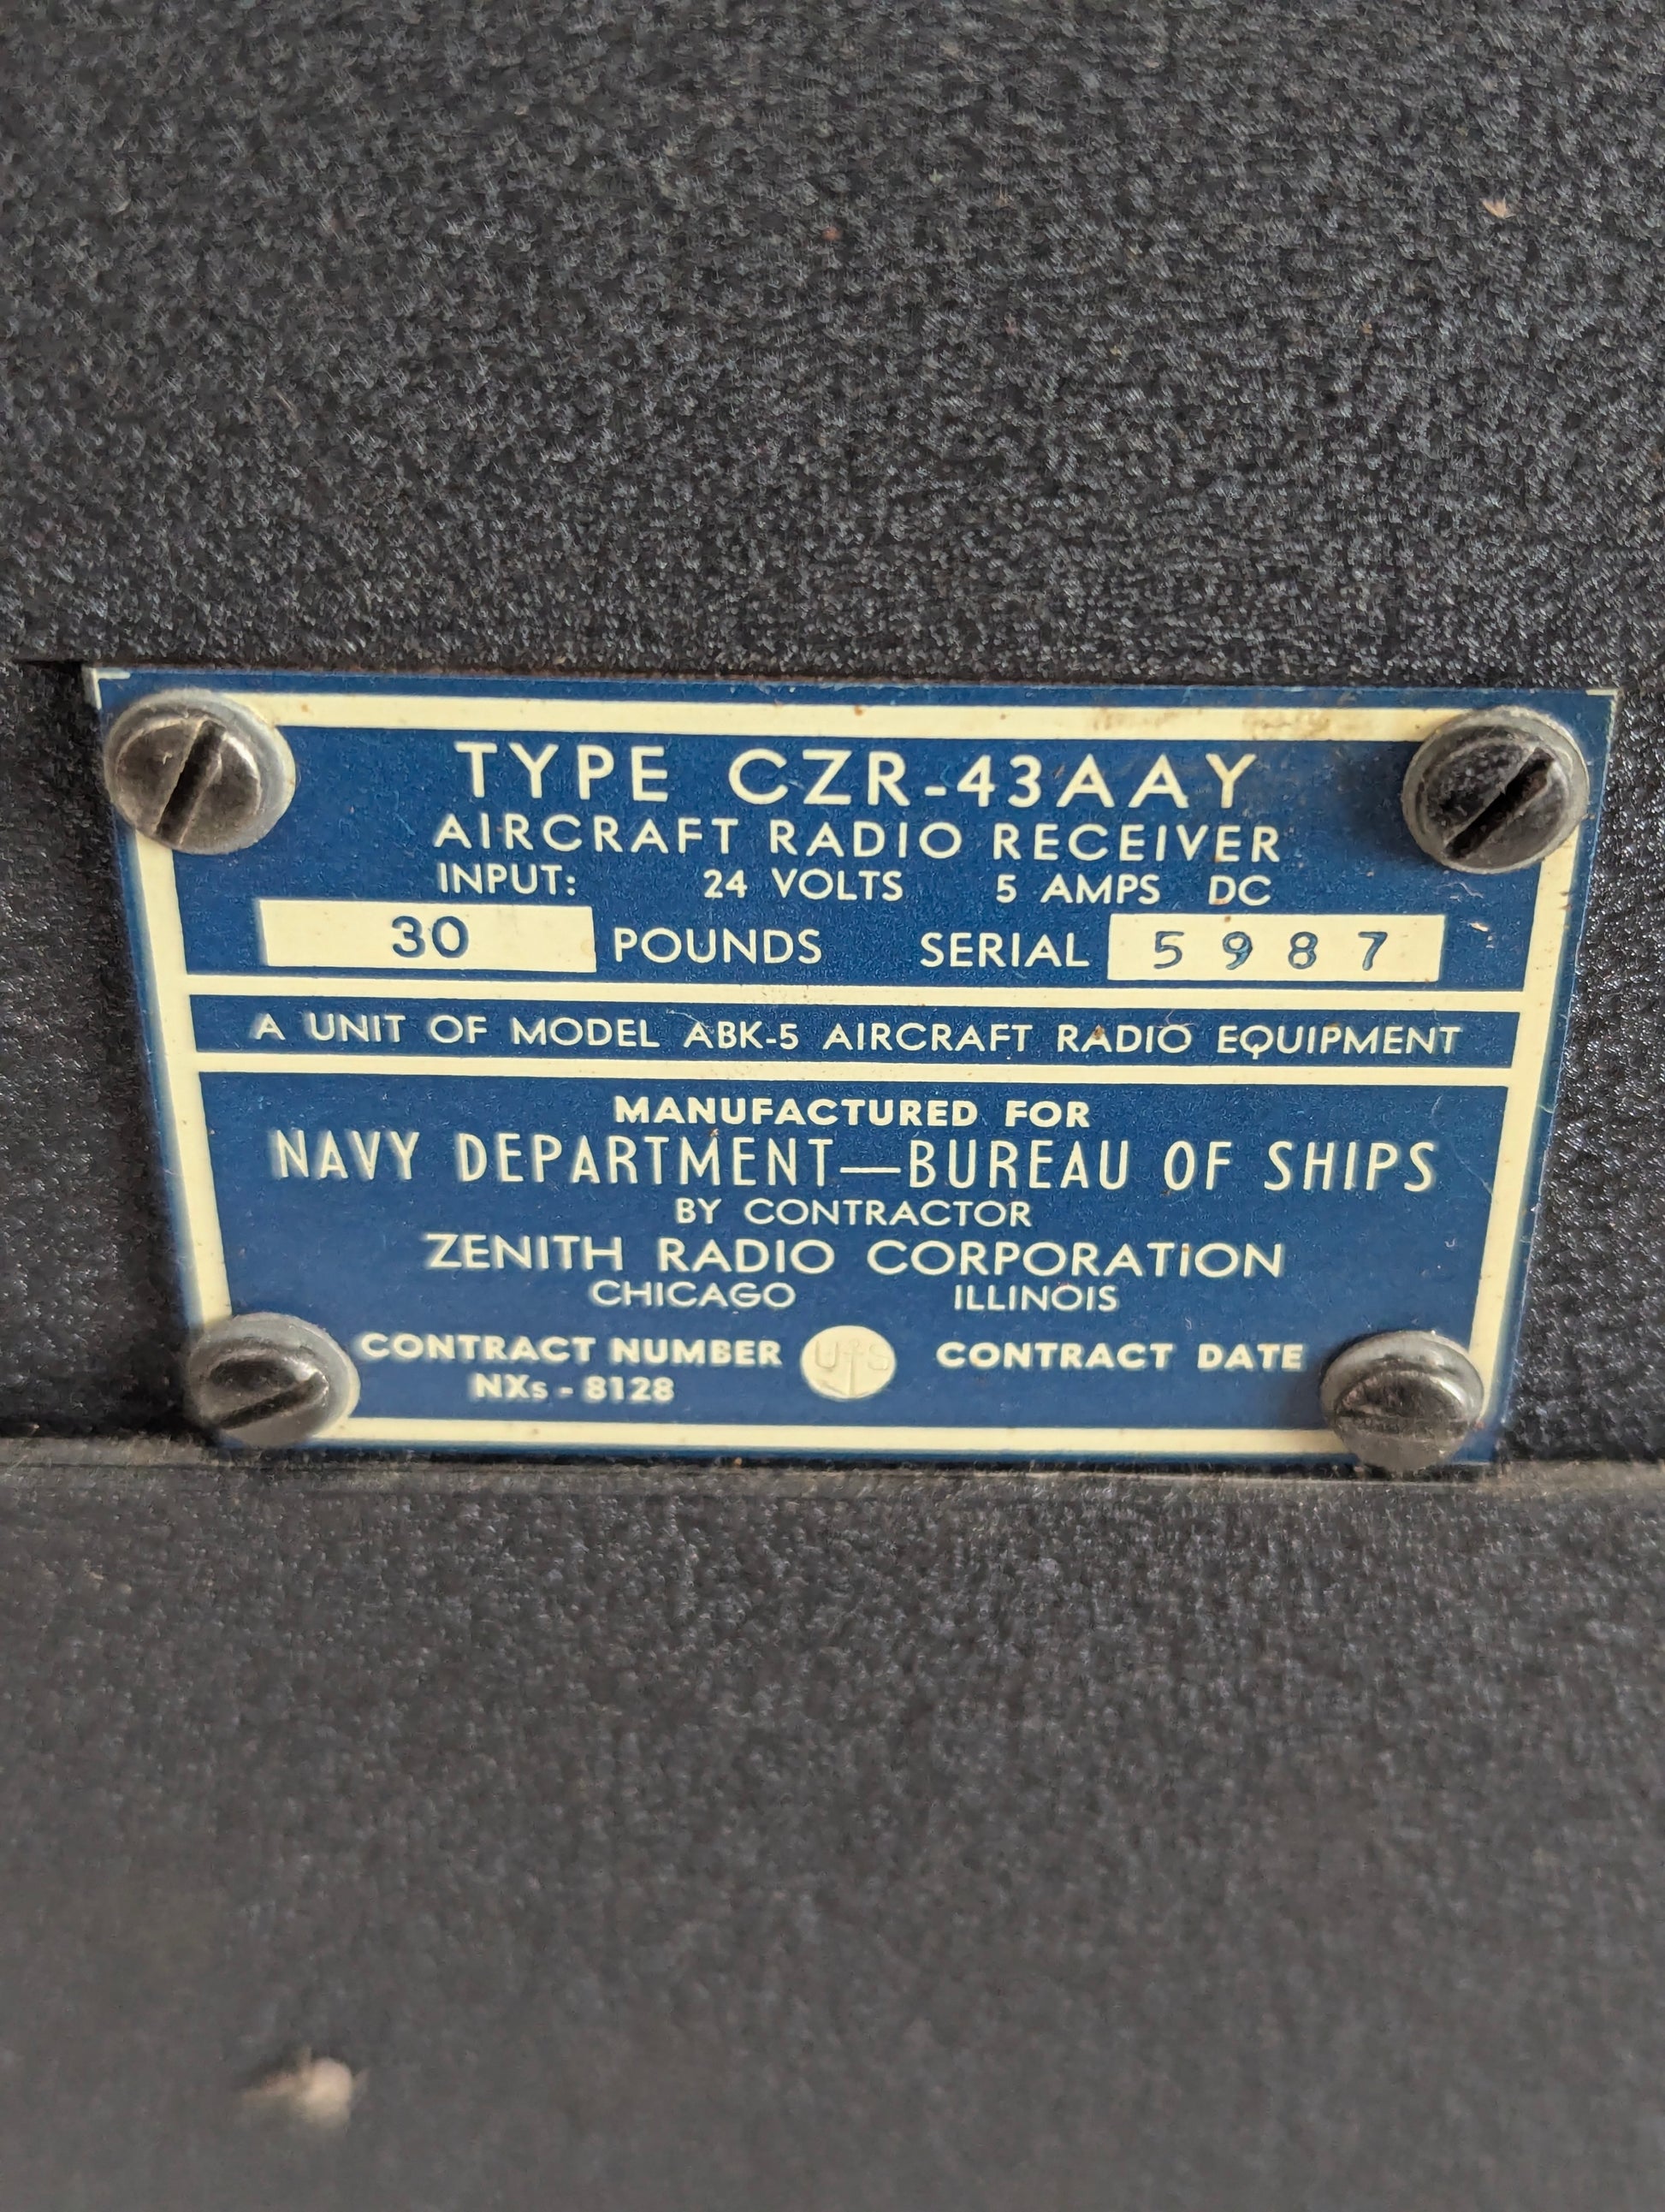 TYPE CZR-43AAY
AIRCRAFT RADIO RECEIVER
INPUT: 24 VOLTS 5 AMPS DC
30 POUNDS SERIAL 5987
A UNIT OF MODEL ABK-5 AIRCRAFT RADIO EQUIPMENT
MANUFACTURED FOR
NAVY DEPARTMENT—BUREAU OF SHIPS
BY CONTRACTOR
ZENITH RADIO CORPORATION
CHICAGO ILLINOIS
CONTRACT NUMBER US CONTRACT DATE
NXs - 8128